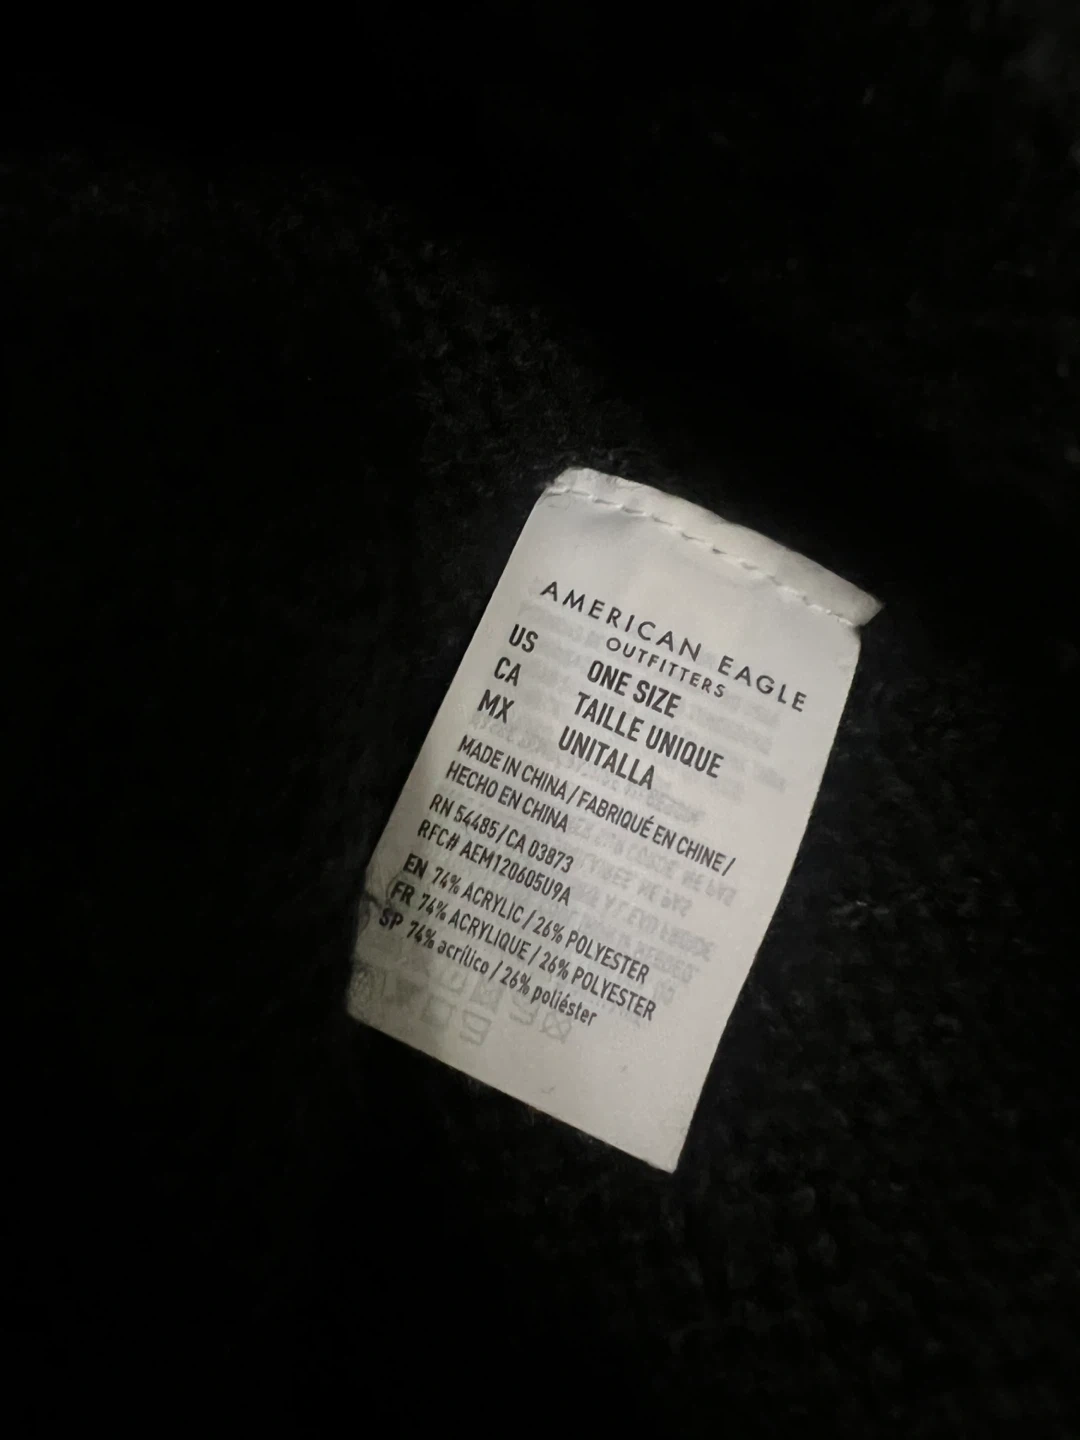 AMERICAN EAGLE
OUTFITTERS
US ONE SIZE
CA TAILLE UNIQUE
MX UNITALLA
MADE IN CHINA / FABRIQUÉ EN CHINE /
HECHO EN CHINA
RN 54485 / CA 03873
RFC# AEM120605U9A
EN 74% ACRYLIC / 26% POLYESTER
FR 74% ACRYLIQUE / 26% POLYESTER
SP 74% acrílico / 26% poliéster